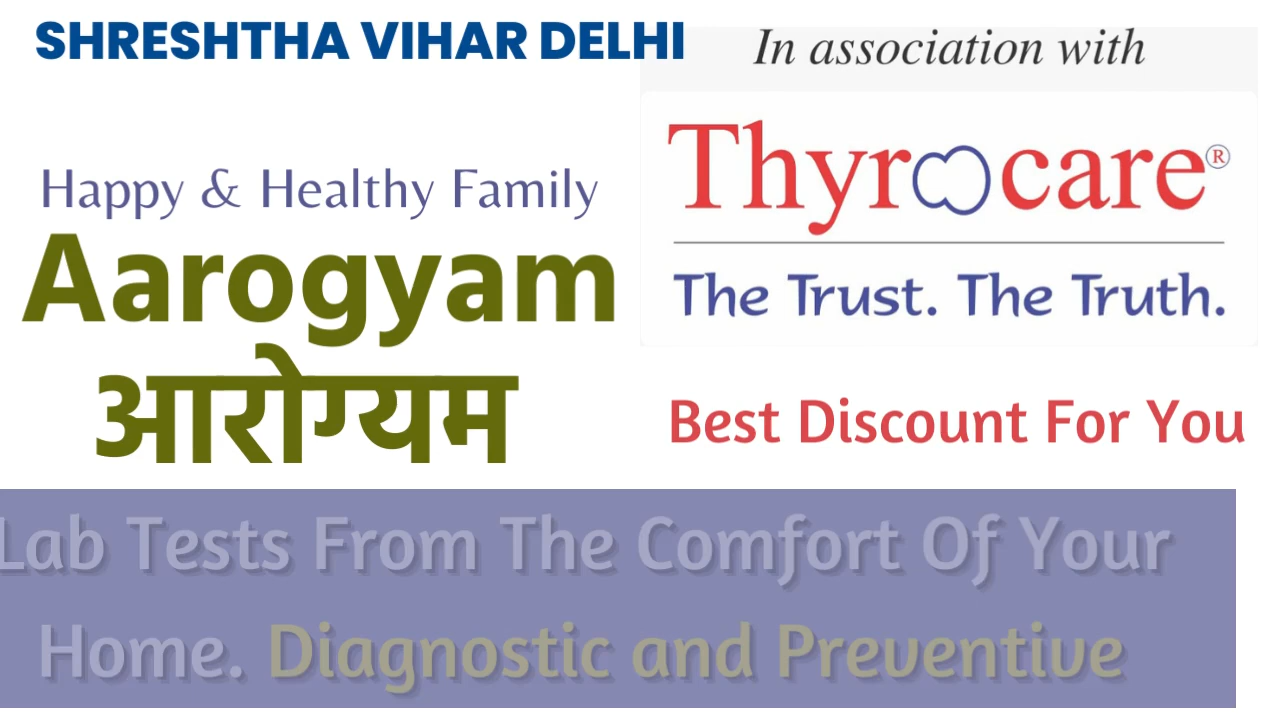 SHRESHTHA VIHAR DELHI
In association with
Thyrocare®
The Trust. The Truth.
Happy & Healthy Family
Aarogyam
आरोग्यम
Best Discount For You
Lab Tests From The Comfort Of Your
Home. Diagnostic and Preventive